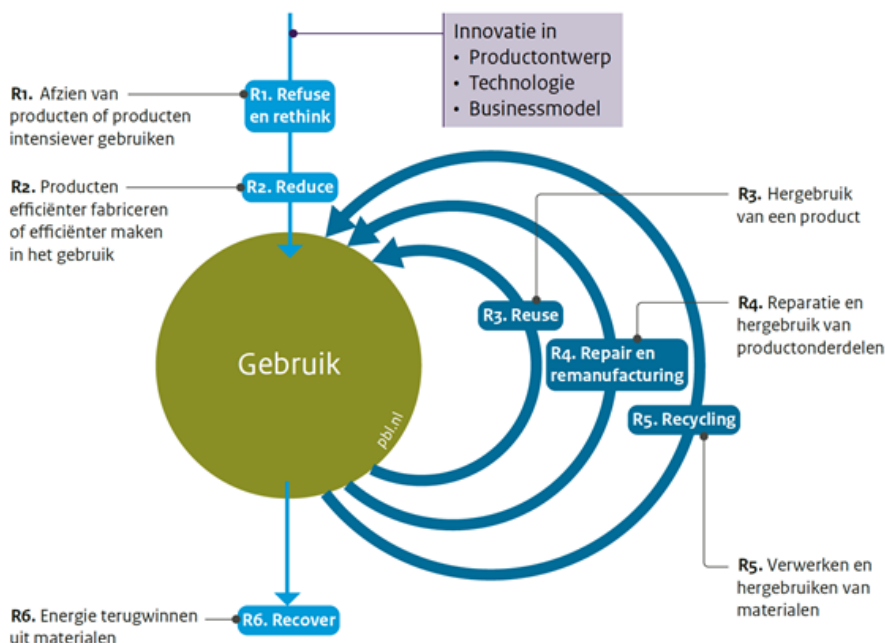 Innovatie in
• Productontwerp
• Technologie
• Businessmodel
R1. Afzien van
producten of producten
intensiever gebruiken
R1. Refuse
en rethink
R2. Producten
efficiënter fabriceren
of efficiënter maken
in het gebruik
R2. Reduce
R3. Hergebruik
van een product
R3. Reuse
R4. Reparatie en
hergebruik van
productonderdelen
R4. Repair en
remanufacturing
Gebruik
pbl.nl
R5. Recycling
R5. Verwerken en
hergebruiken van
materialen
R6. Energie terugwinnen
uit materialen
R6. Recover